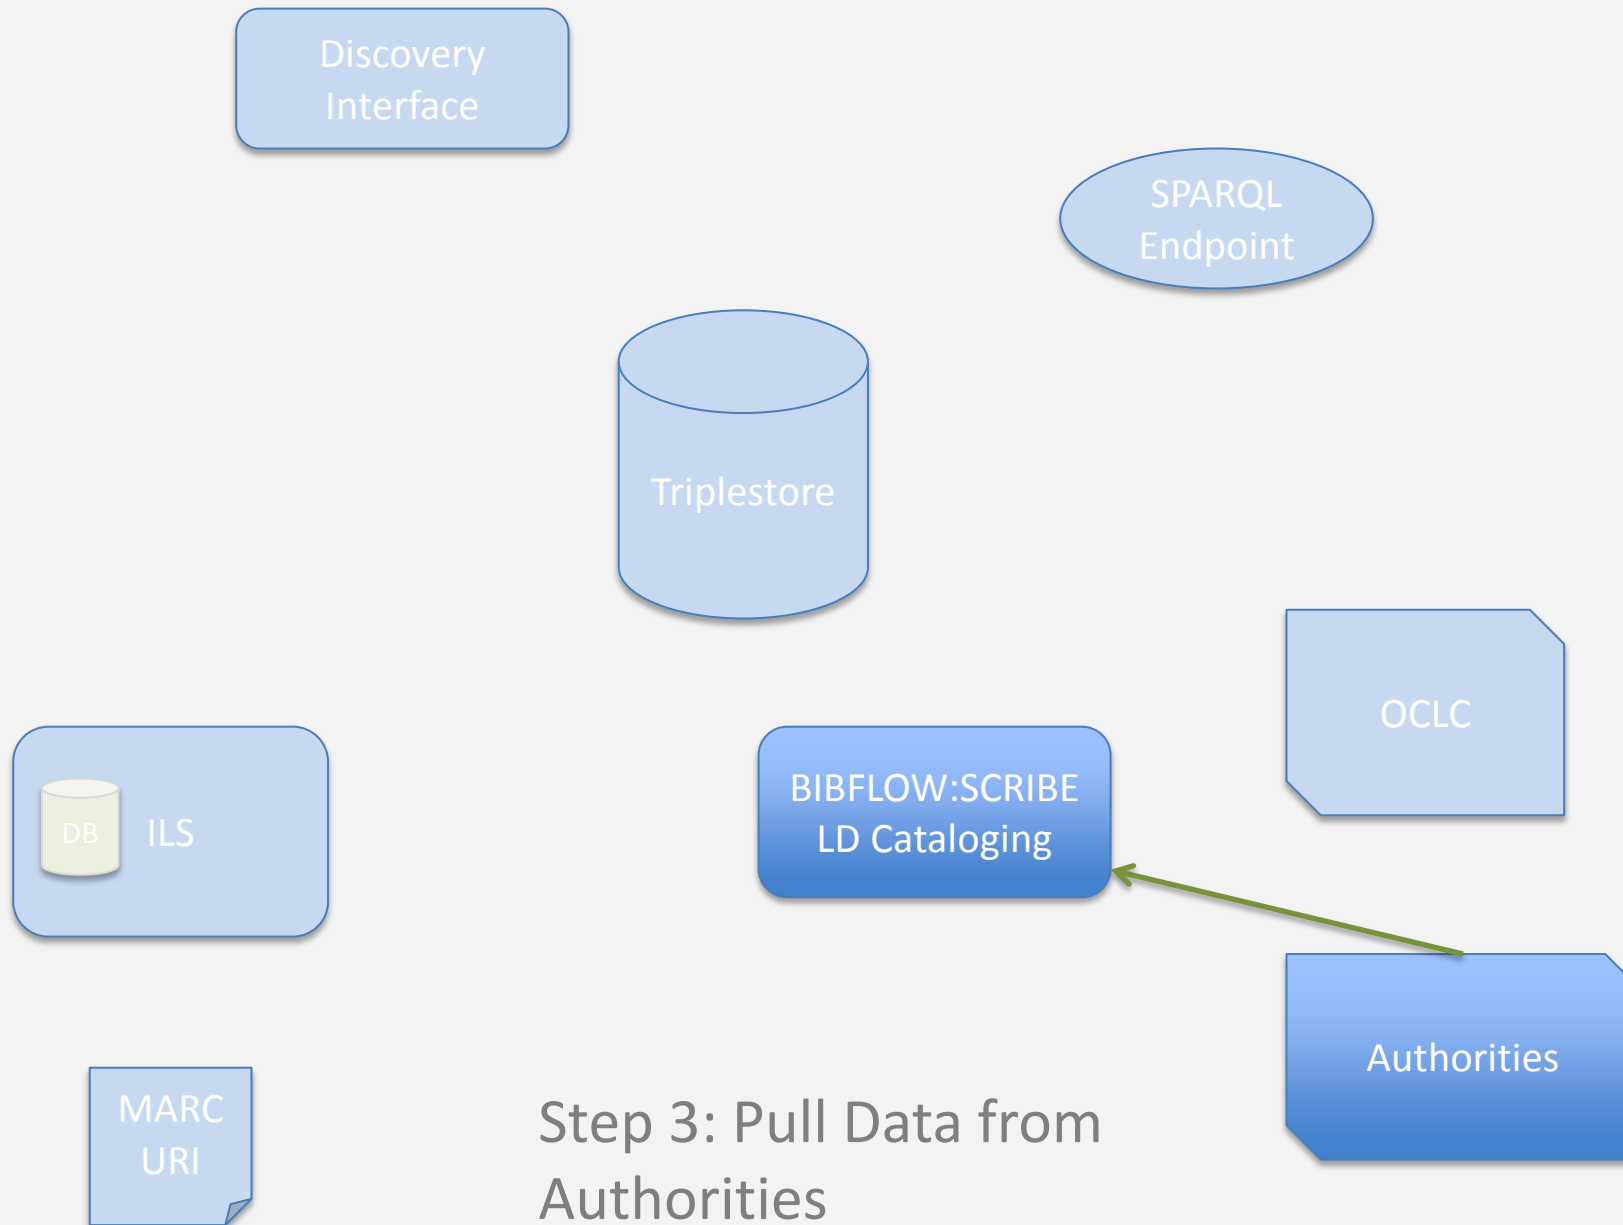 Discovery
Interface
SPARQL
Endpoint
Triplestore
OCLC
DB
ILS
BIBFLOW:SCRIBE
LD Cataloging
Authorities
MARC
URI
Step 3: Pull Data from
Authorities